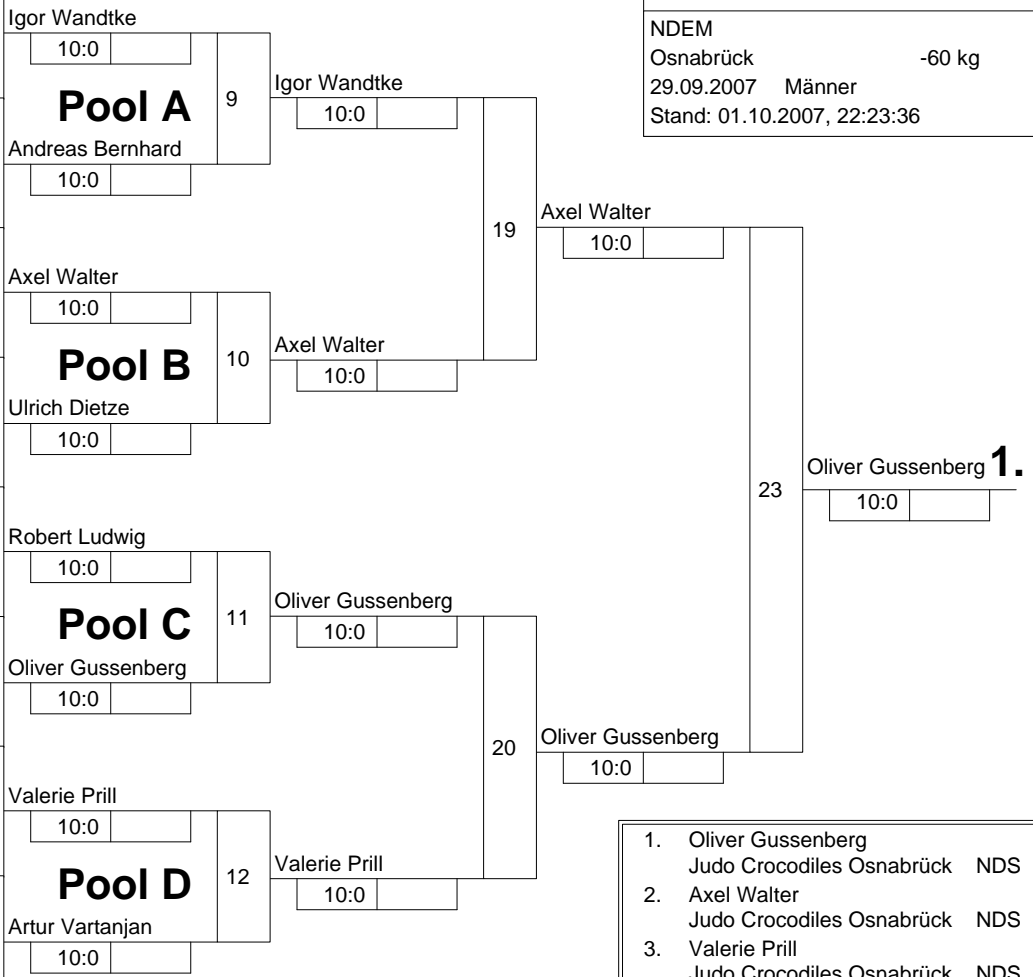 NDEM
Osnabrück -60 kg
29.09.2007 Männer
Stand: 01.10.2007, 22:23:36
Igor Wandtke
10:0
Pool A
9
Andreas Bernhard
10:0
Igor Wandtke
10:0
Axel Walter
10:0
Pool B
10
Ulrich Dietze
10:0
Axel Walter
10:0
19
Axel Walter
10:0
Robert Ludwig
10:0
Pool C
11
Oliver Gussenberg
10:0
Oliver Gussenberg
10:0
Valerie Prill
10:0
Pool D
12
Artur Vartanjan
10:0
Valerie Prill
10:0
20
Oliver Gussenberg
10:0
23
Oliver Gussenberg 1.
10:0
1. Oliver Gussenberg
Judo Crocodiles Osnabrück NDS
2. Axel Walter
Judo Crocodiles Osnabrück NDS
3. Valerie Prill
Judo Crocodiles Osnabrück NDS